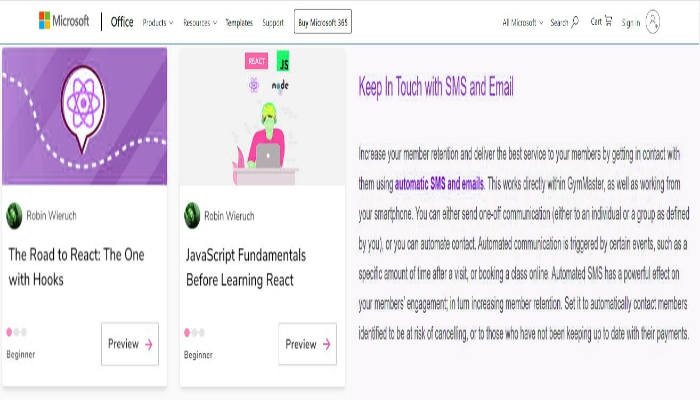 Microsoft Office Products Resources Templates Support Buy Microsoft 365 All Microsoft Search Cart Sign in
REACT JS
node
Robin Wieruch
The Road to React: The One
with Hooks
Beginner
Preview →
Robin Wieruch
JavaScript Fundamentals
Before Learning React
Beginner
Preview →
Keep In Touch with SMS and Email
Increase your member retention and deliver the best service to your members by getting in contact with
them using automatic SMS and emails. This works directly within GymMaster, as well as working from
your smartphone. You can either send one-off communication (either to an individual or a group as defined
by you), or you can automate contact. Automated communication is triggered by certain events, such as a
specific amount of time after a visit, or booking a class online. Automated SMS has a powerful effect on
your members' engagement; in turn increasing member retention. Set it to automatically contact members
identified to be at risk of cancelling, or to those who have not been keeping up to date with their payments.